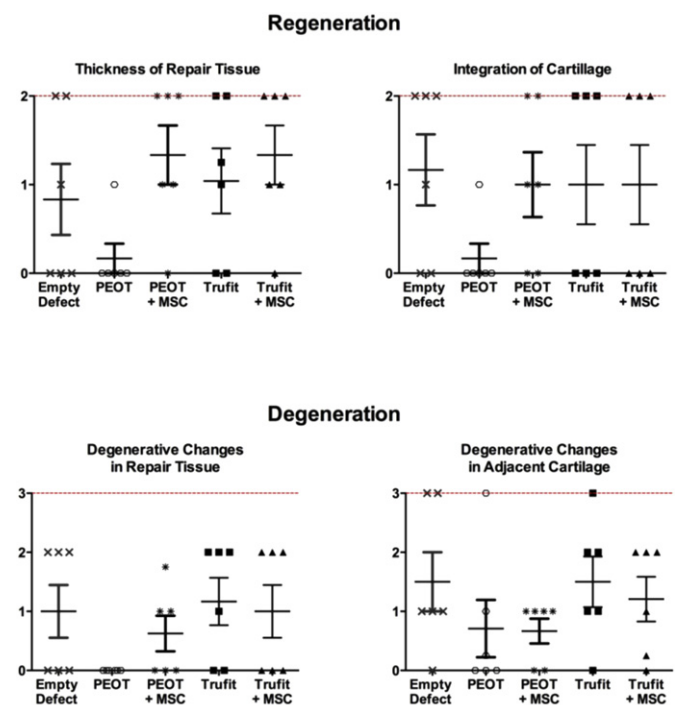 Regeneration
Thickness of Repair Tissue
2
1
0
Empty Defect
PEOT
PEOT + MSC
Trufit
Trufit + MSC
Integration of Cartilage
2
1
0
Empty Defect
PEOT
PEOT + MSC
Trufit
Trufit + MSC
Degeneration
Degenerative Changes
in Repair Tissue
3
2
1
0
Empty Defect
PEOT
PEOT + MSC
Trufit
Trufit + MSC
Degenerative Changes
in Adjacent Cartilage
3
2
1
0
Empty Defect
PEOT
PEOT + MSC
Trufit
Trufit + MSC